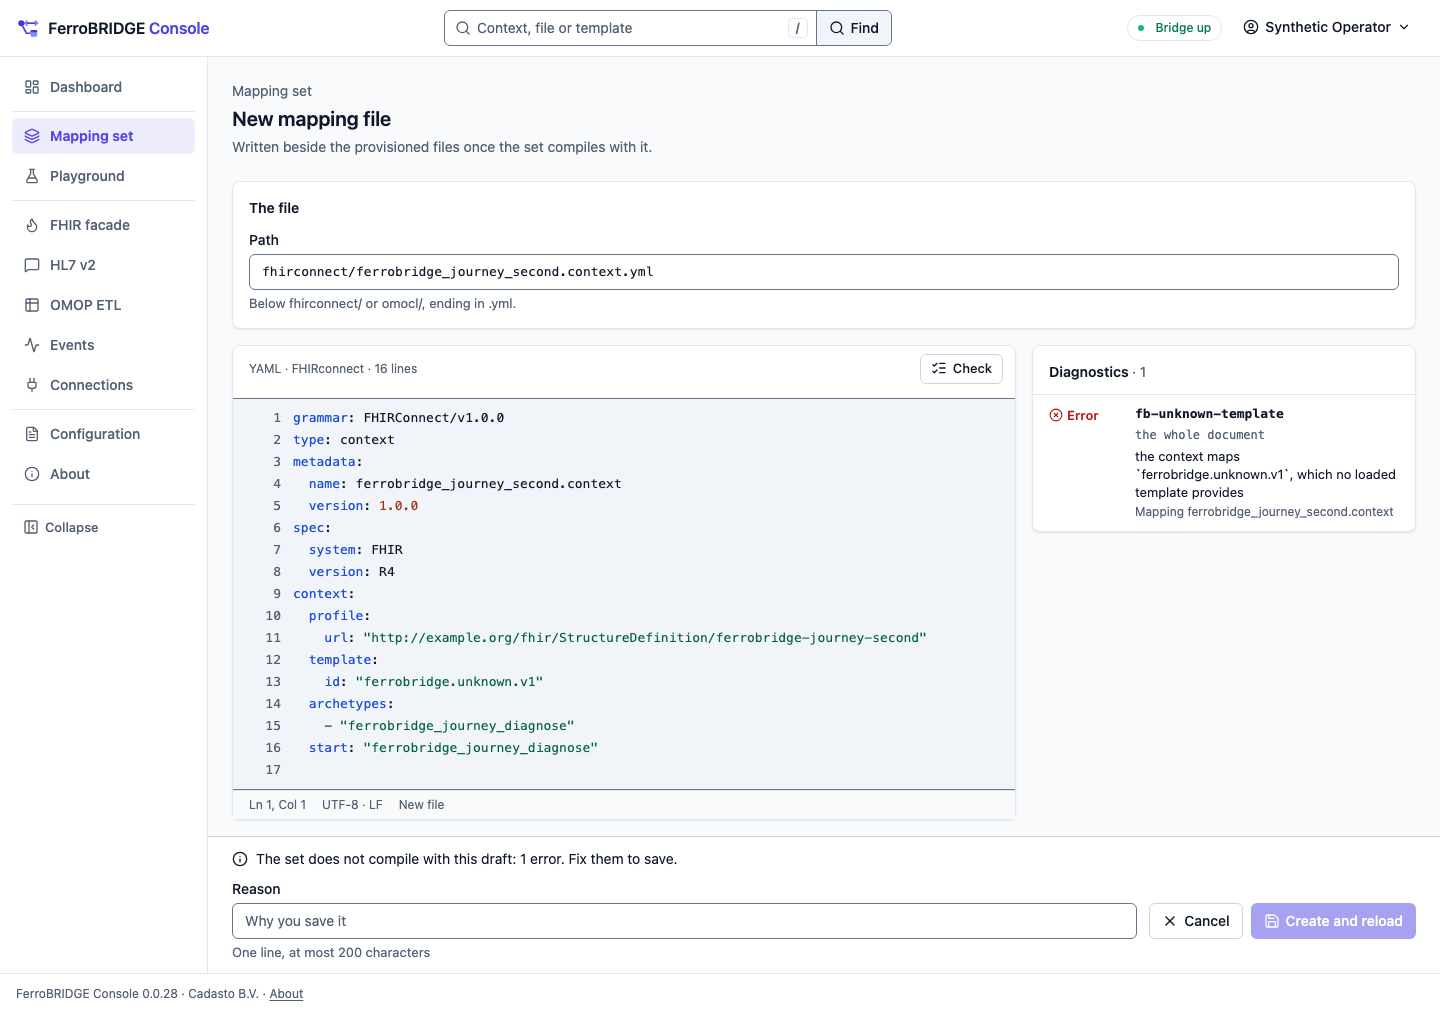 FerroBRIDGE Console
Context, file or template
/
Find
Bridge up
Synthetic Operator
Dashboard
Mapping set
Playground
FHIR facade
HL7 v2
OMOP ETL
Events
Connections
Configuration
About
Collapse
Mapping set
New mapping file
Written beside the provisioned files once the set compiles with it.
The file
Path
fhirconnect/ferrobridge_journey_second.context.yml
Below fhirconnect/ or omocl/, ending in .yml.
YAML · FHIRconnect · 16 lines
Check
1 grammar: FHIRConnect/v1.0.0
2 type: context
3 metadata:
4   name: ferrobridge_journey_second.context
5   version: 1.0.0
6 spec:
7   system: FHIR
8   version: R4
9 context:
10   profile:
11     url: "http://example.org/fhir/StructureDefinition/ferrobridge-journey-second"
12   template:
13     id: "ferrobridge.unknown.v1"
14   archetypes:
15     - "ferrobridge_journey_diagnose"
16   start: "ferrobridge_journey_diagnose"
17
Ln 1, Col 1 UTF-8 · LF New file
Diagnostics · 1
Error
fb-unknown-template
the whole document
the context maps
`ferrobridge.unknown.v1`, which no loaded
template provides
Mapping ferrobridge_journey_second.context
The set does not compile with this draft: 1 error. Fix them to save.
Reason
Why you save it
Cancel
Create and reload
One line, at most 200 characters
FerroBRIDGE Console 0.0.28 · Cadasto B.V. · About